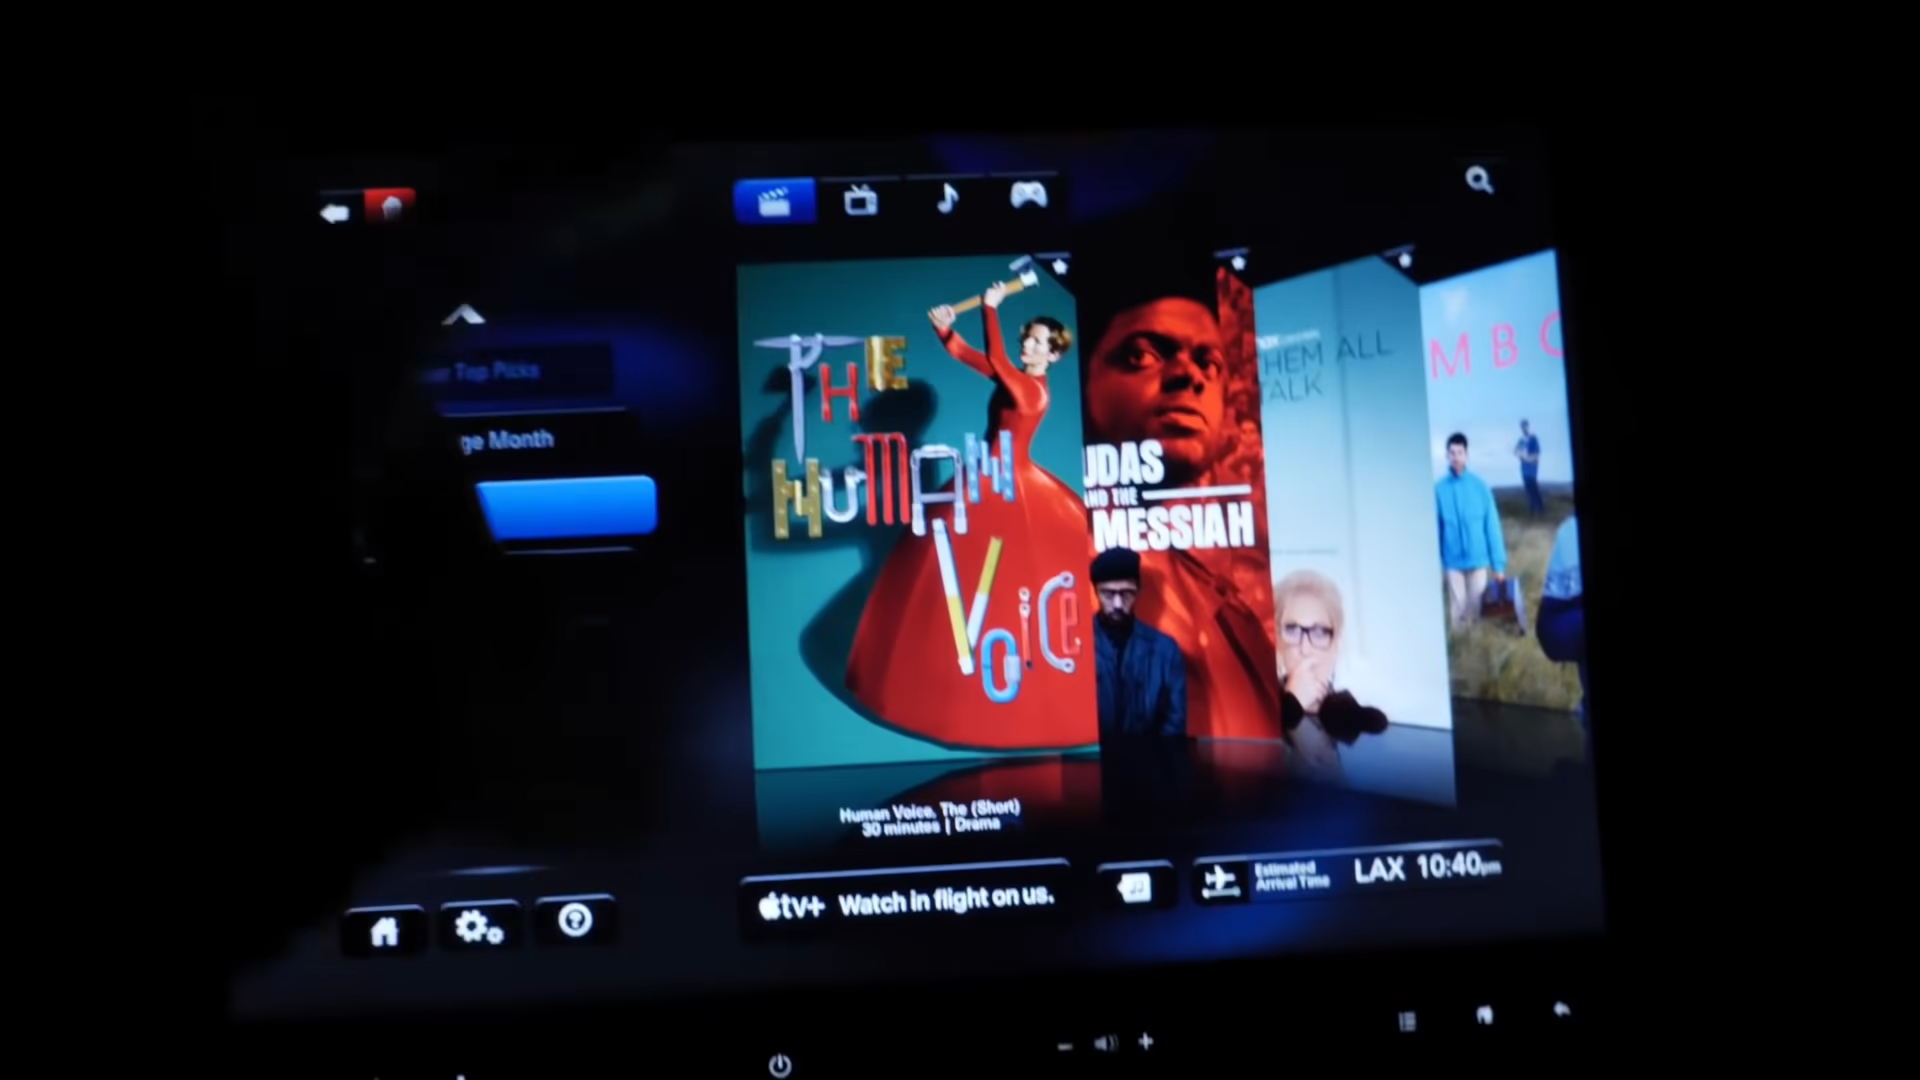 Top Picks
ge Month
THE
HUMAN
VOICE
UDAS
AND THE
MESSIAH
THEM ALL
TALK
M B O
Human Voice, The (Short)
30 minutes | Drama
tv+ Watch in flight on us.
Estimated
Arrival Time
LAX 10:40pm